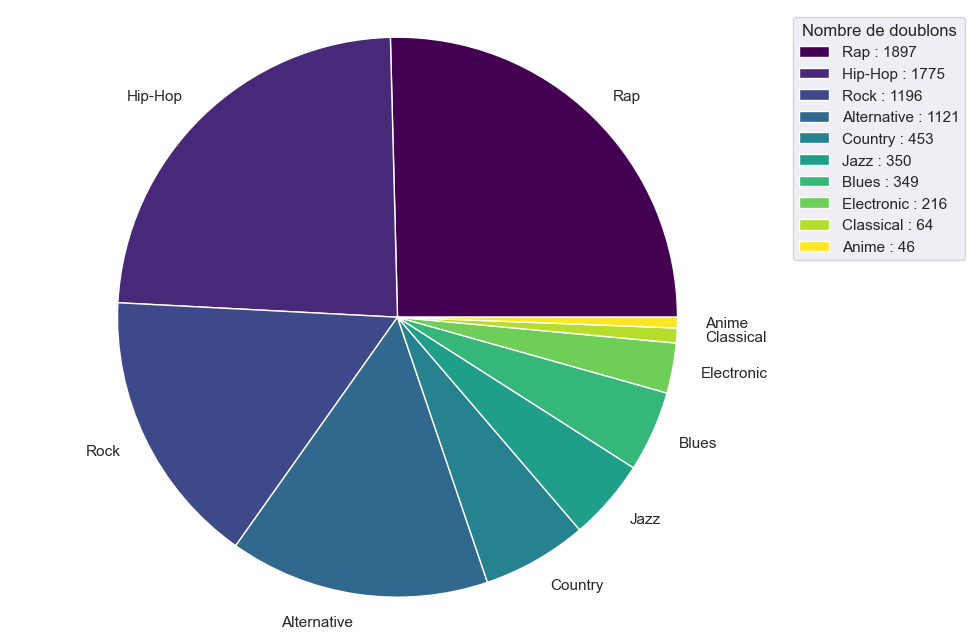 Nombre de doublons
Rap : 1897
Hip-Hop : 1775
Rock : 1196
Alternative : 1121
Country : 453
Jazz : 350
Blues : 349
Electronic : 216
Classical : 64
Anime : 46
Hip-Hop
Rap
Anime
Classical
Electronic
Blues
Rock
Jazz
Country
Alternative